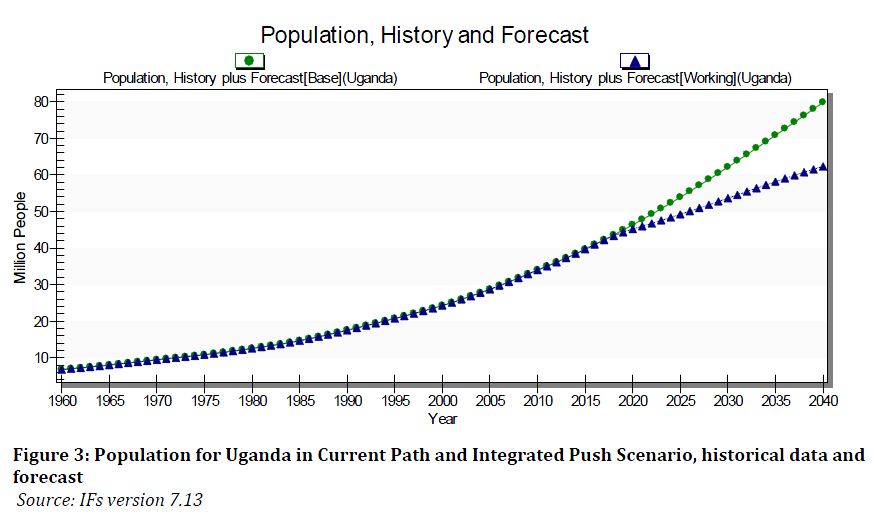 Population, History and Forecast
Population, History plus Forecast[Base](Uganda)
Population, History plus Forecast[Working](Uganda)
Million People
80
70
60
50
40
30
20
10
1960 1965 1970 1975 1980 1985 1990 1995 2000 2005 2010 2015 2020 2025 2030 2035 2040
Year
Figure 3: Population for Uganda in Current Path and Integrated Push Scenario, historical data and
forecast
Source: IFs version 7.13